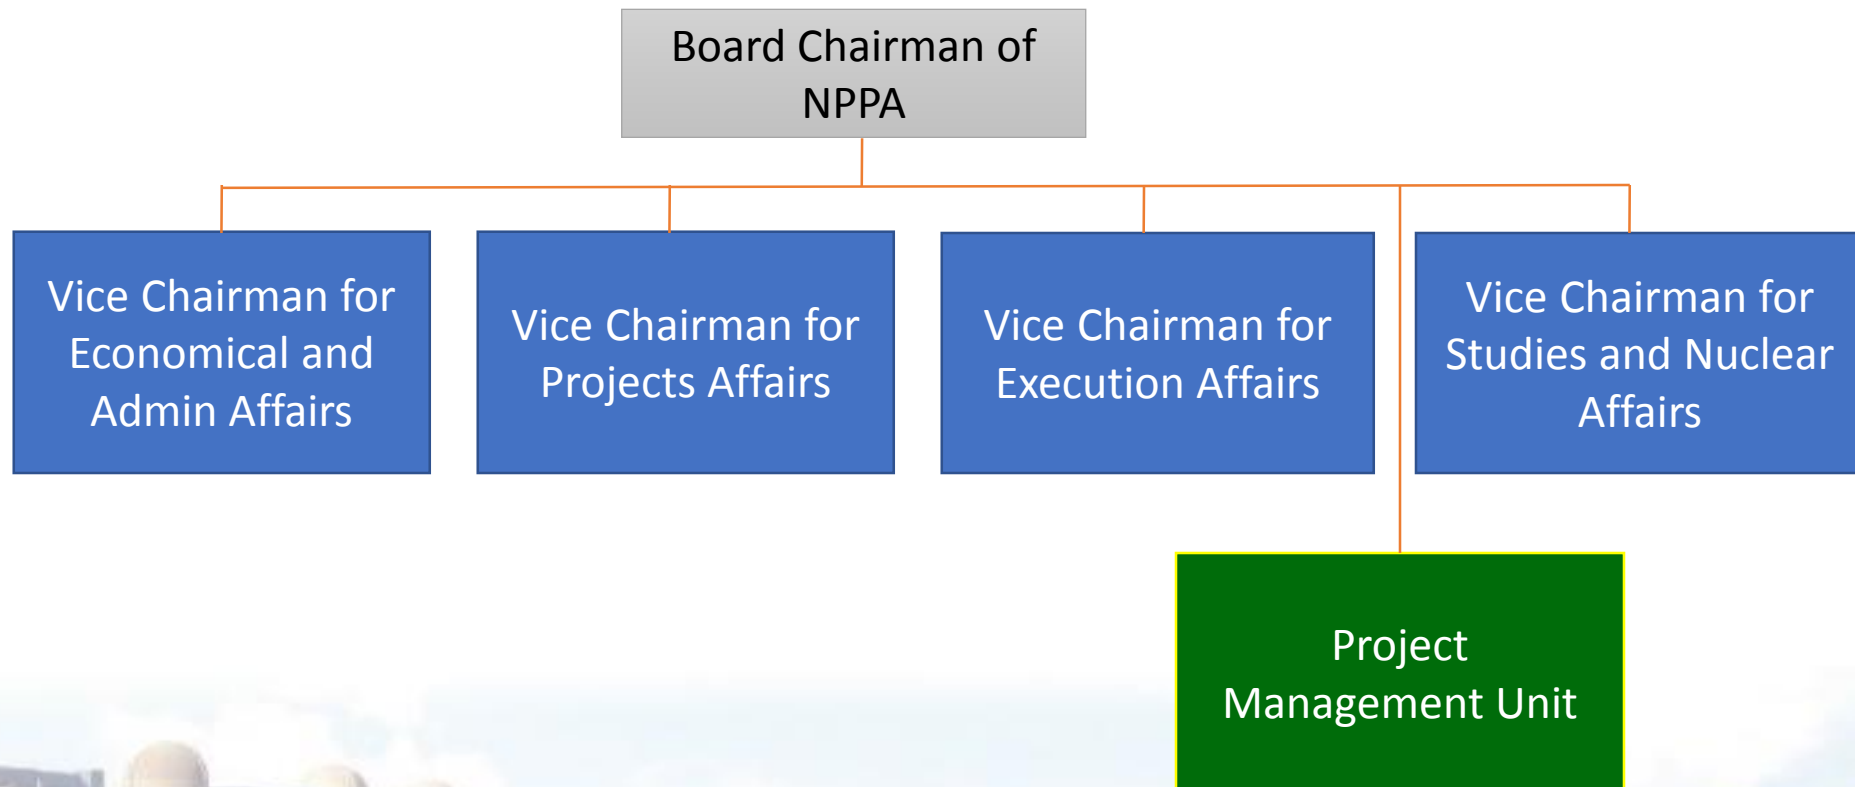 Board Chairman of
NPPA
Vice Chairman for
Economical and
Admin Affairs
Vice Chairman for
Projects Affairs
Vice Chairman for
Execution Affairs
Vice Chairman for
Studies and Nuclear
Affairs
Project
Management Unit